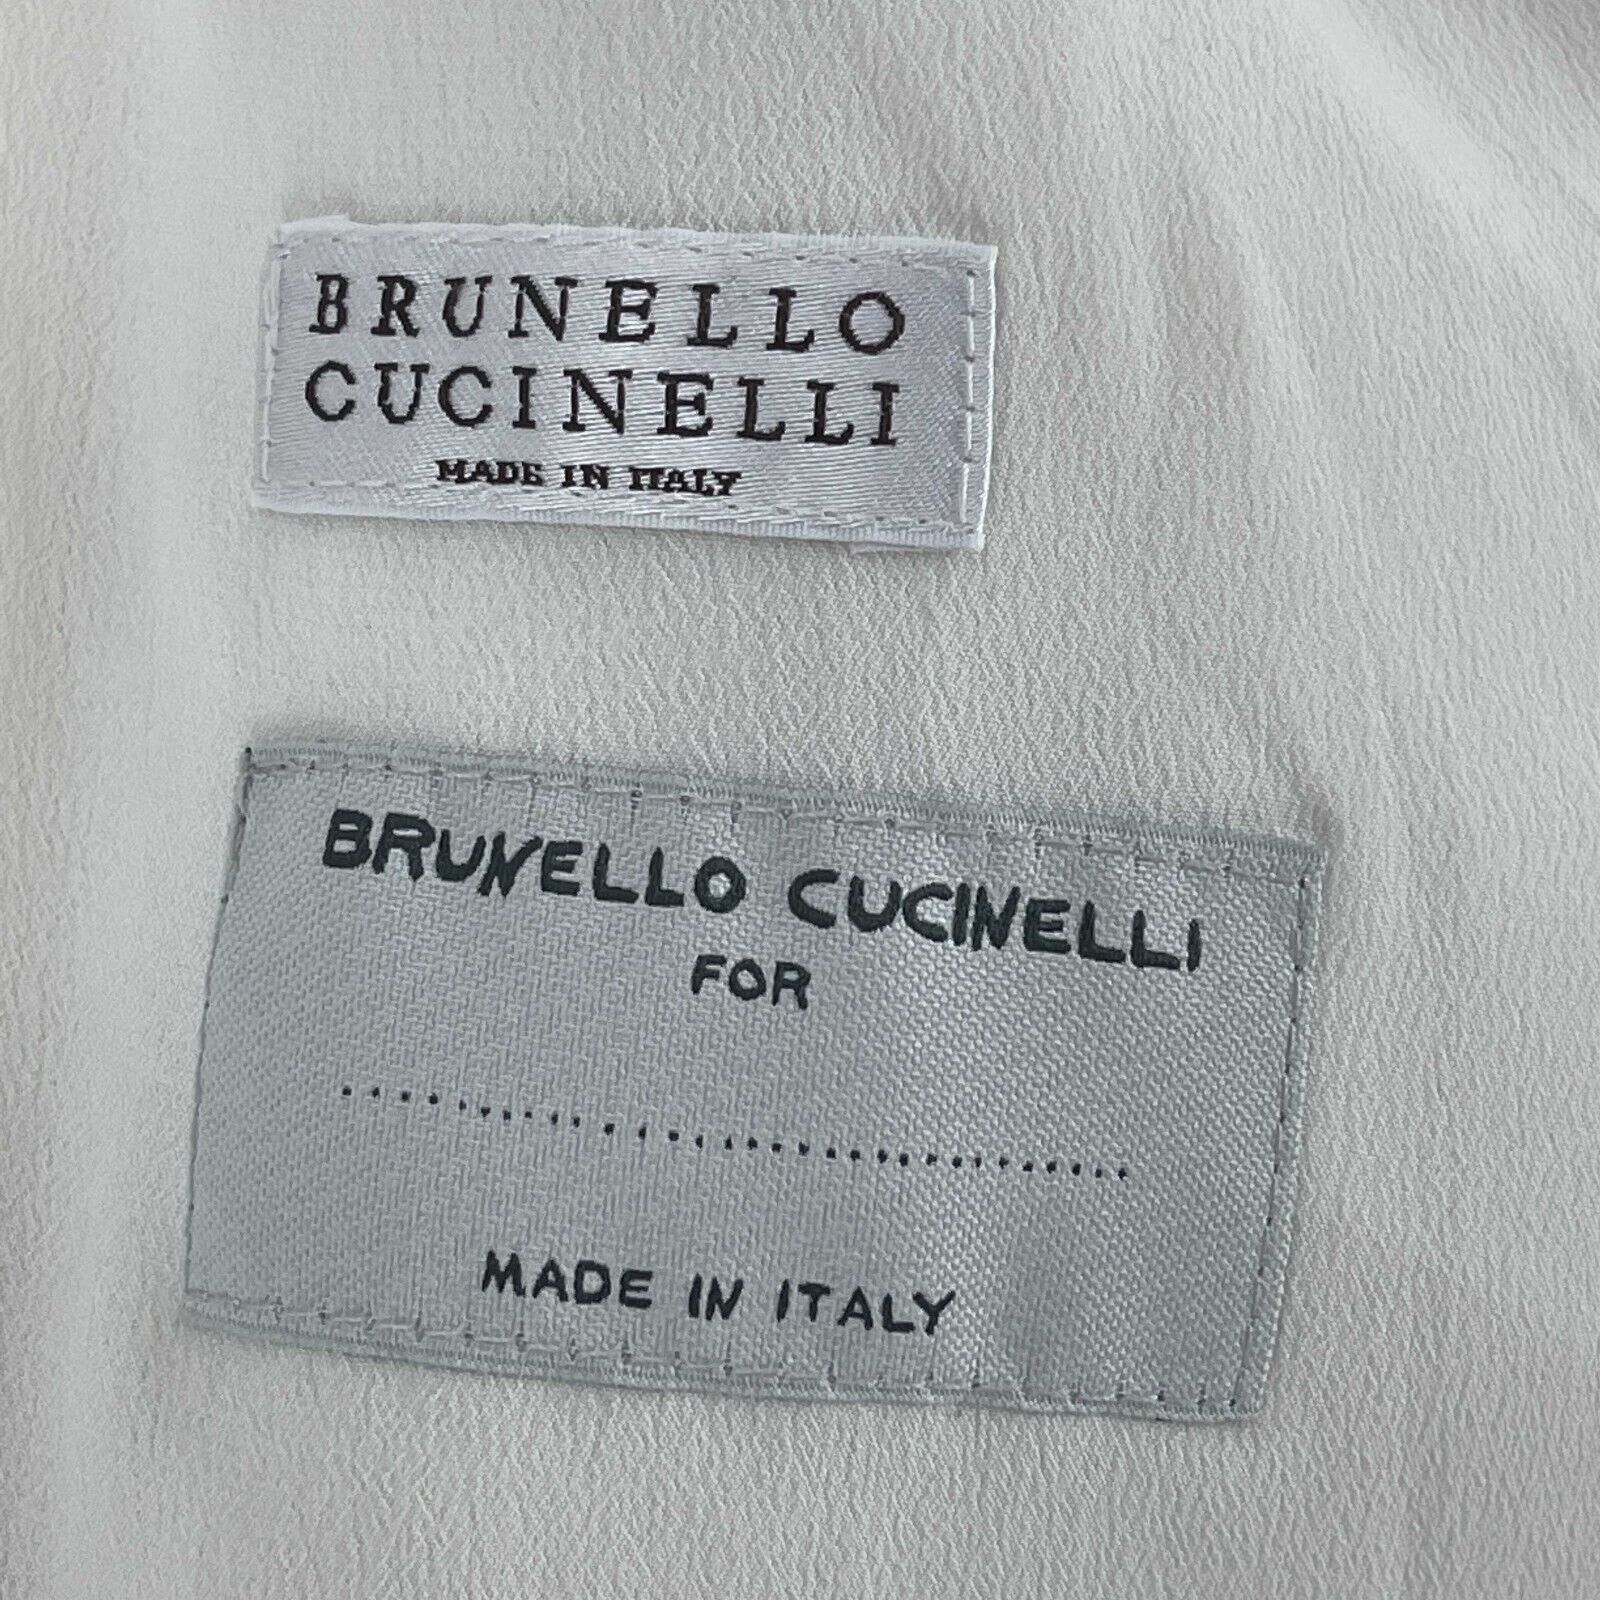 BRUNELLO
CUCINELLI
MADE IN ITALY
BRUNELLO CUCINELLI
FOR
..............................
MADE IN ITALY